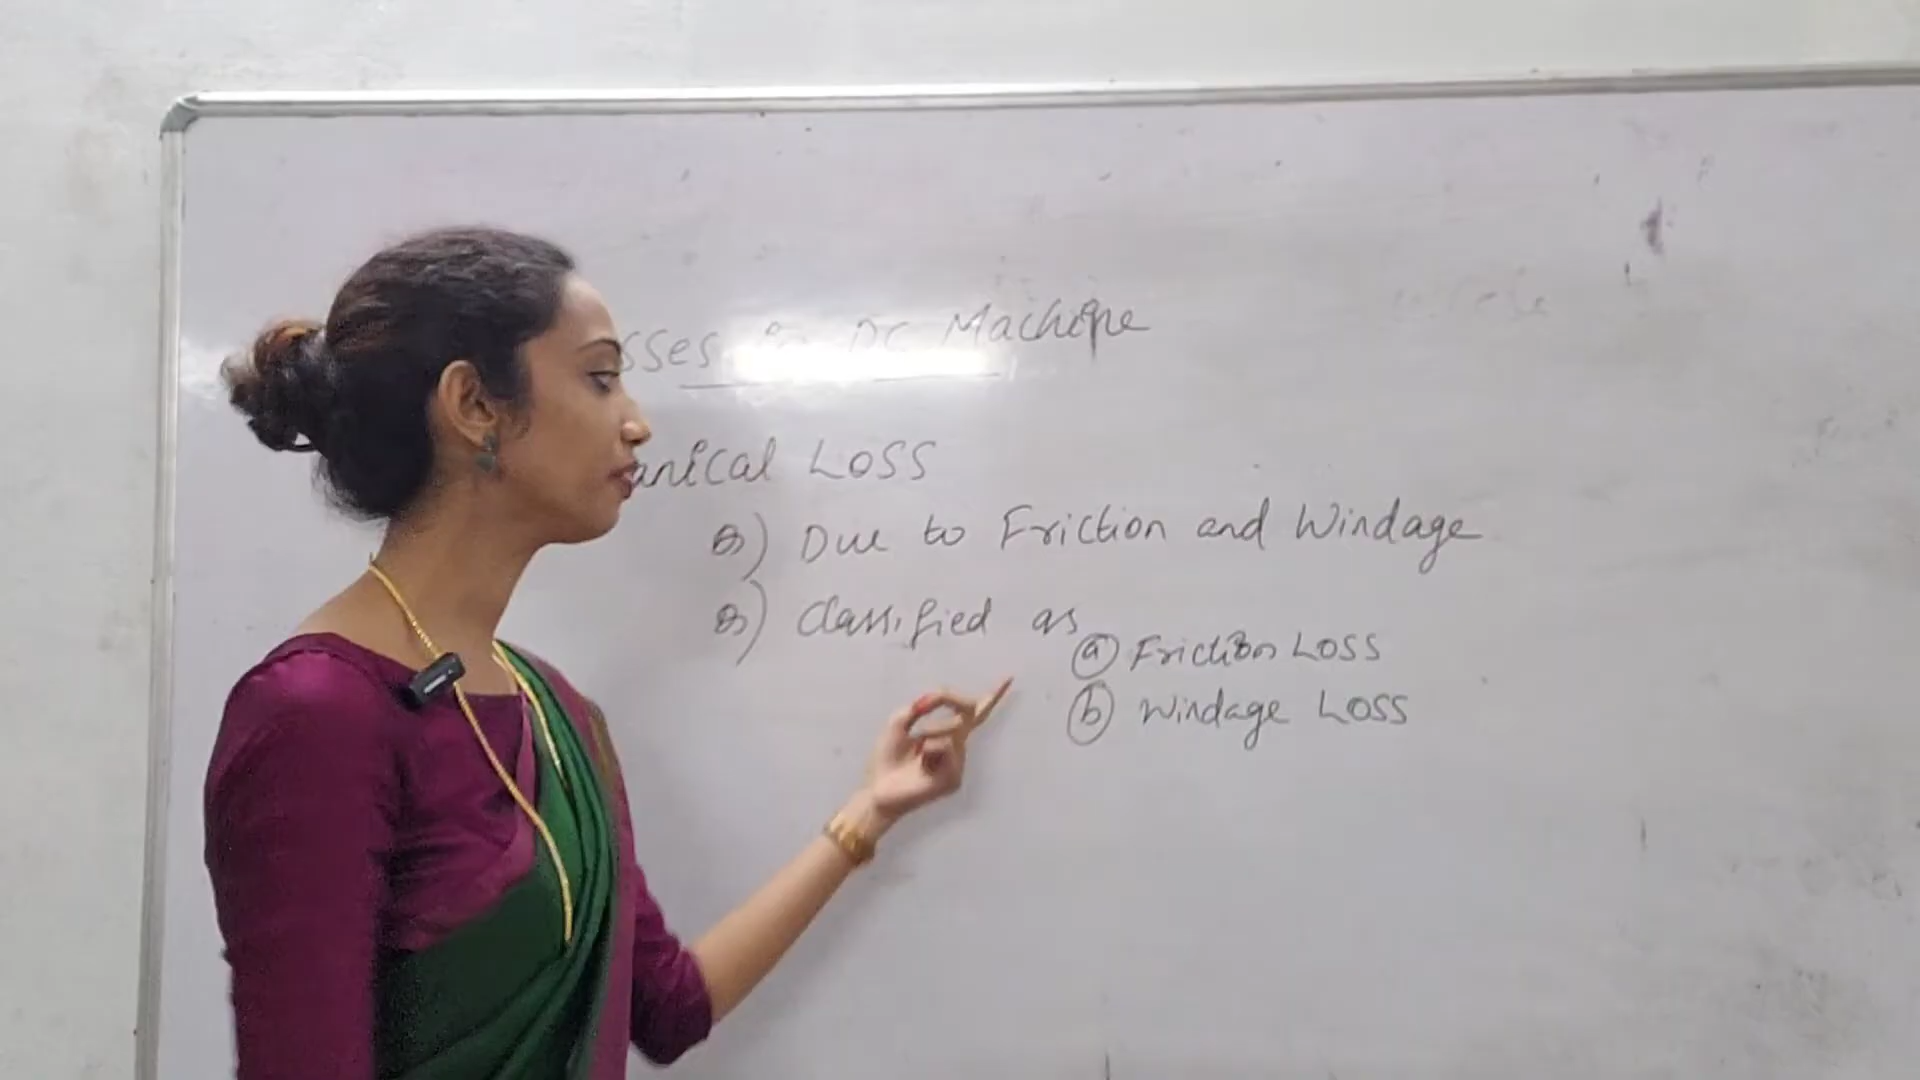 sses in DC Machine
anical Loss
Due to Friction and Windage
Classified as
(a) Friction Loss
(b) Windage Loss